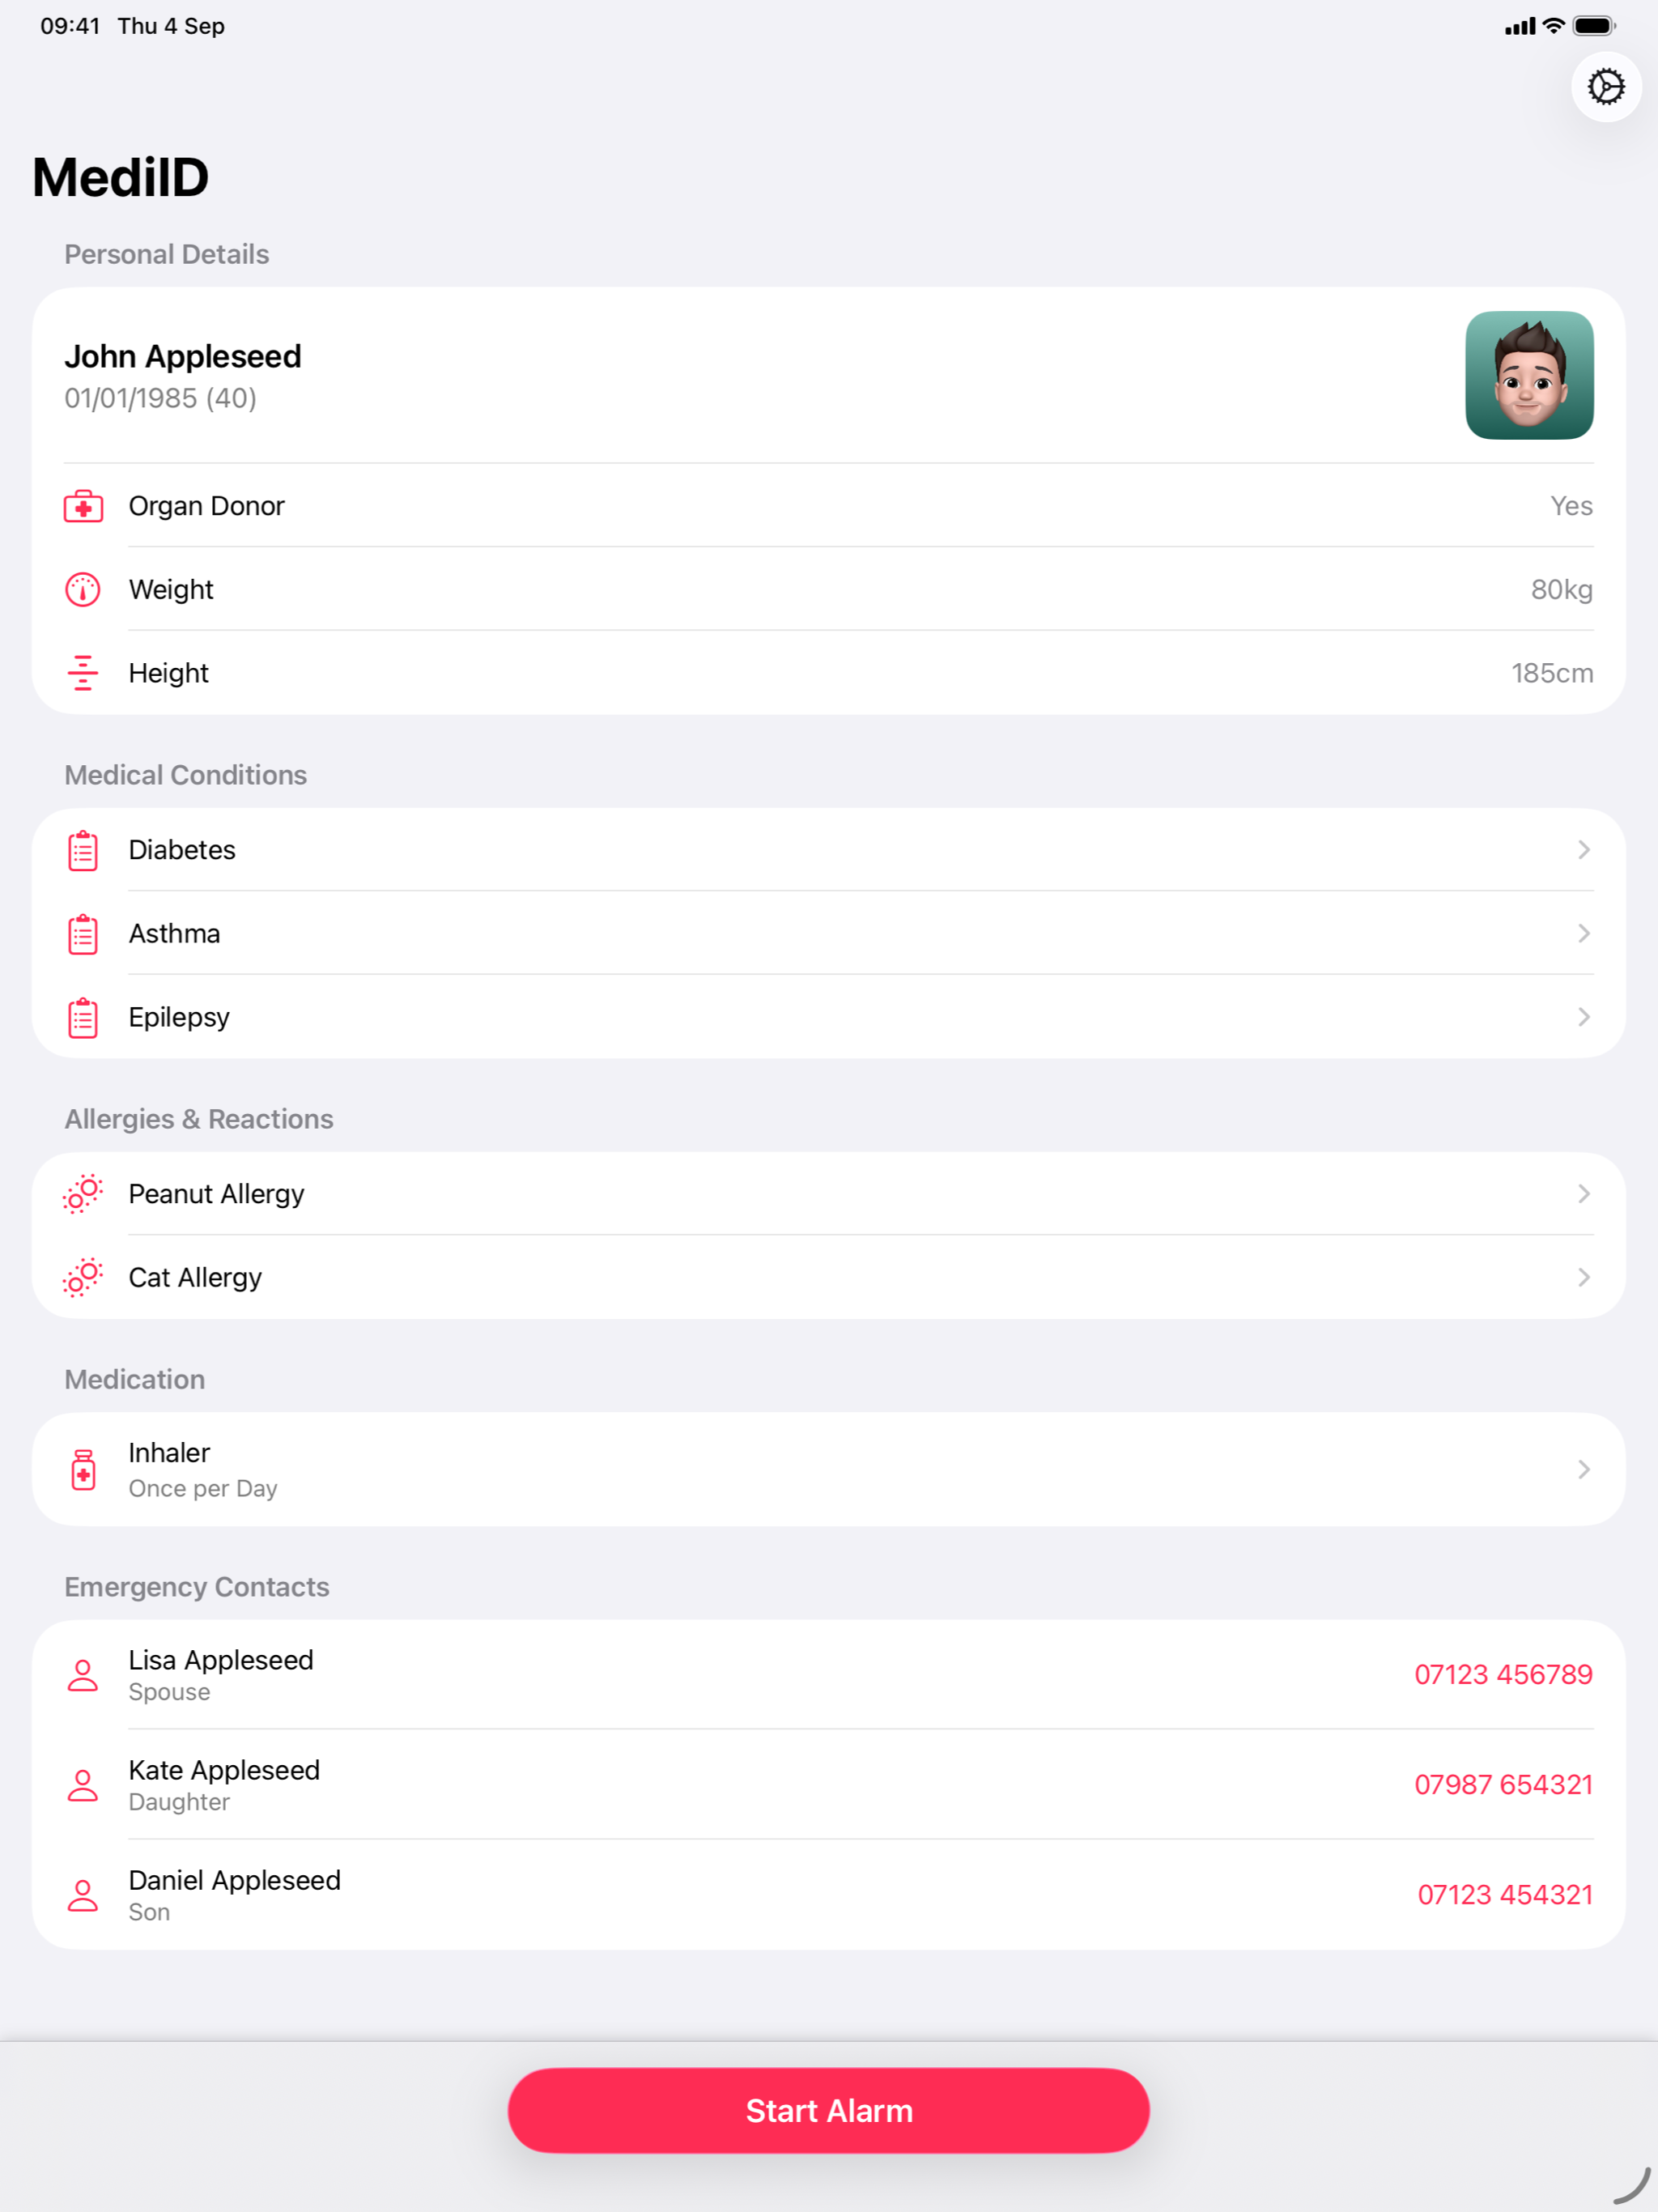 09:41 Thu 4 Sep
MediID
Personal Details
John Appleseed
01/01/1985 (40)
Organ Donor Yes
Weight 80kg
Height 185cm
Medical Conditions
Diabetes
Asthma
Epilepsy
Allergies & Reactions
Peanut Allergy
Cat Allergy
Medication
Inhaler
Once per Day
Emergency Contacts
Lisa Appleseed
Spouse
07123 456789
Kate Appleseed
Daughter
07987 654321
Daniel Appleseed
Son
07123 454321
Start Alarm